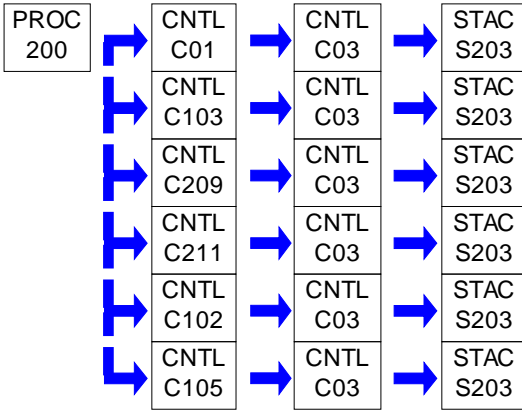 PROC
200
CNTL
C01
CNTL
C03
STAC
S203
CNTL
C103
CNTL
C03
STAC
S203
CNTL
C209
CNTL
C03
STAC
S203
CNTL
C211
CNTL
C03
STAC
S203
CNTL
C102
CNTL
C03
STAC
S203
CNTL
C105
CNTL
C03
STAC
S203